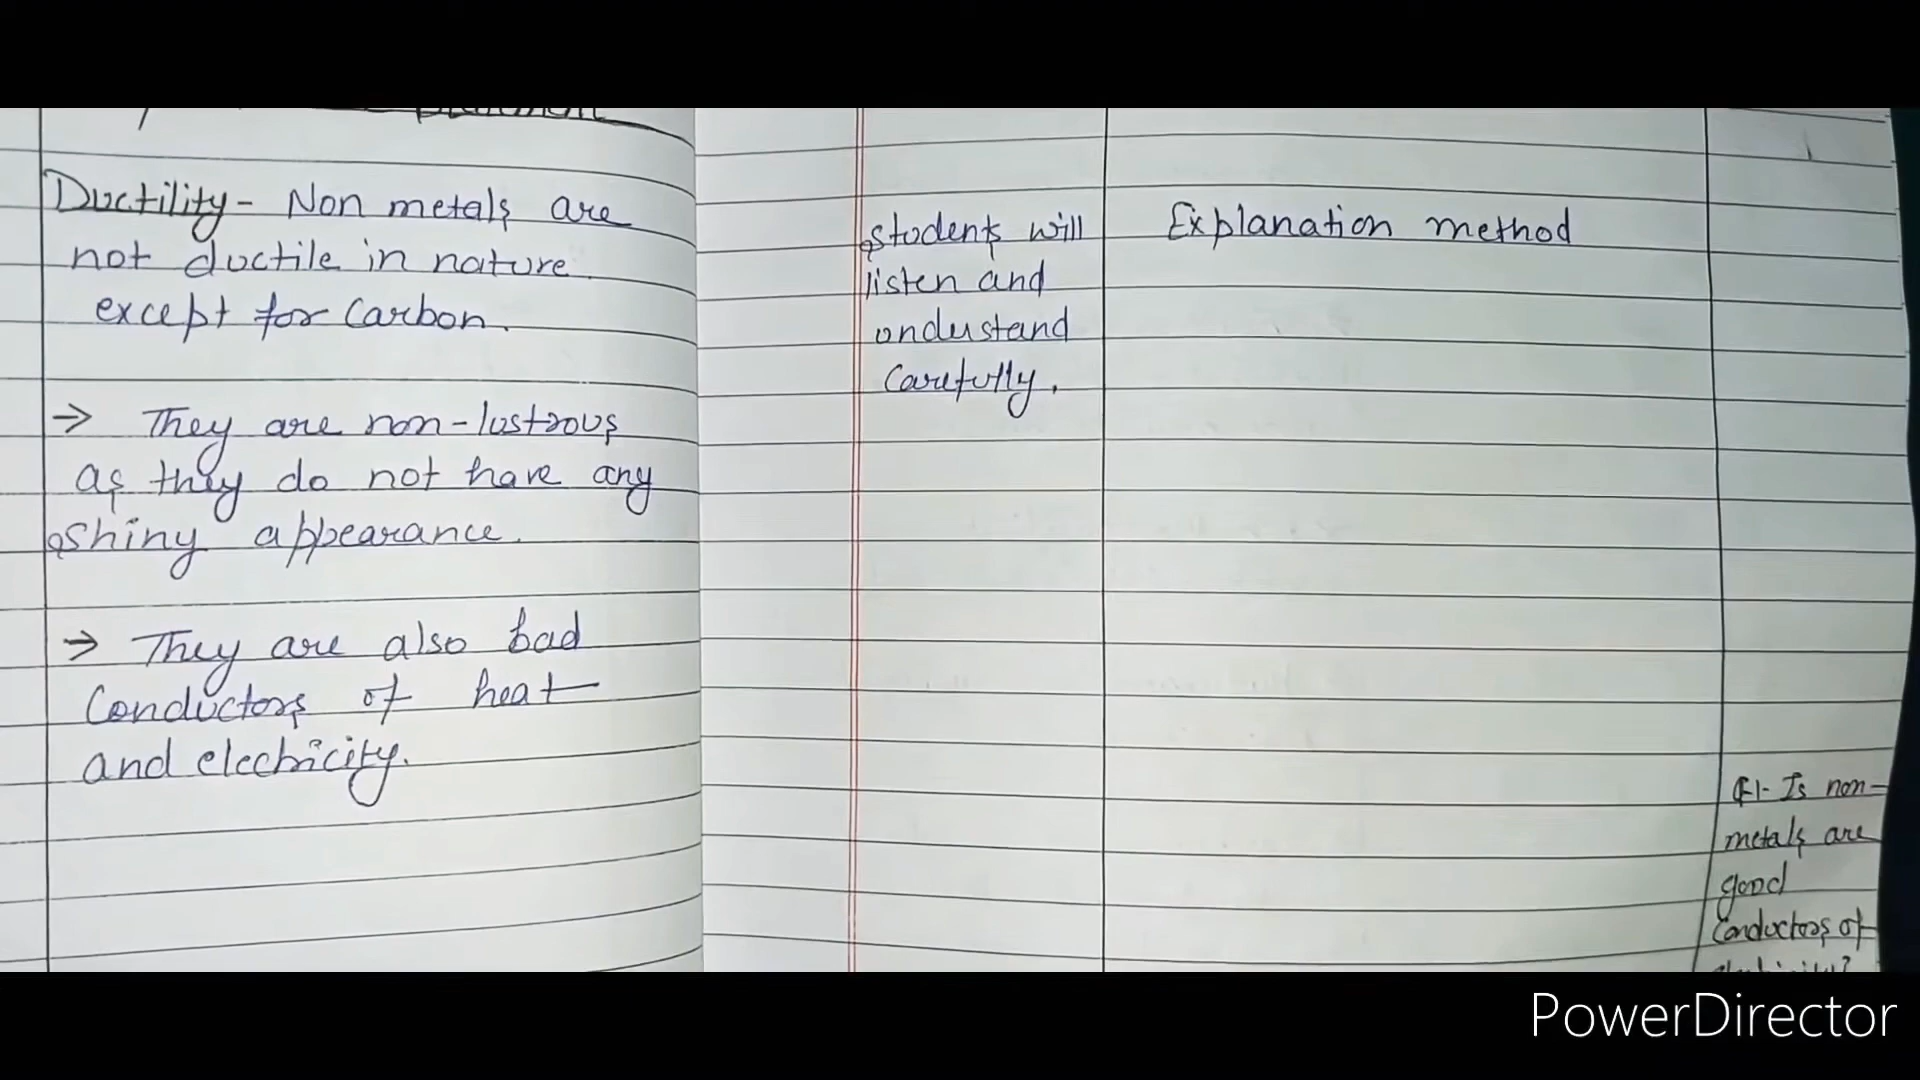 Ductility - Non metals are
not ductile in nature
except for Carbon.
→ They are non-lustrous
as they do not have any
shiny appearance.
→ They are also bad
Conductors of heat
and electricity.
students will
listen and
understand
Carefully.
Explanation method
Q1- Is non-
metals are
good
Conductors of
electricity?
PowerDirector